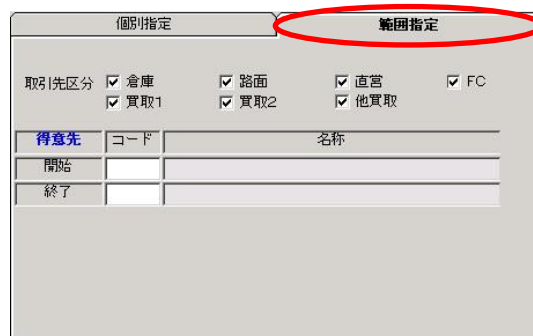 個別指定 範囲指定
取引先区分 倉庫 路面 直営 FC
買取1 買取2 他買取
得意先 コード 名称
開始
終了